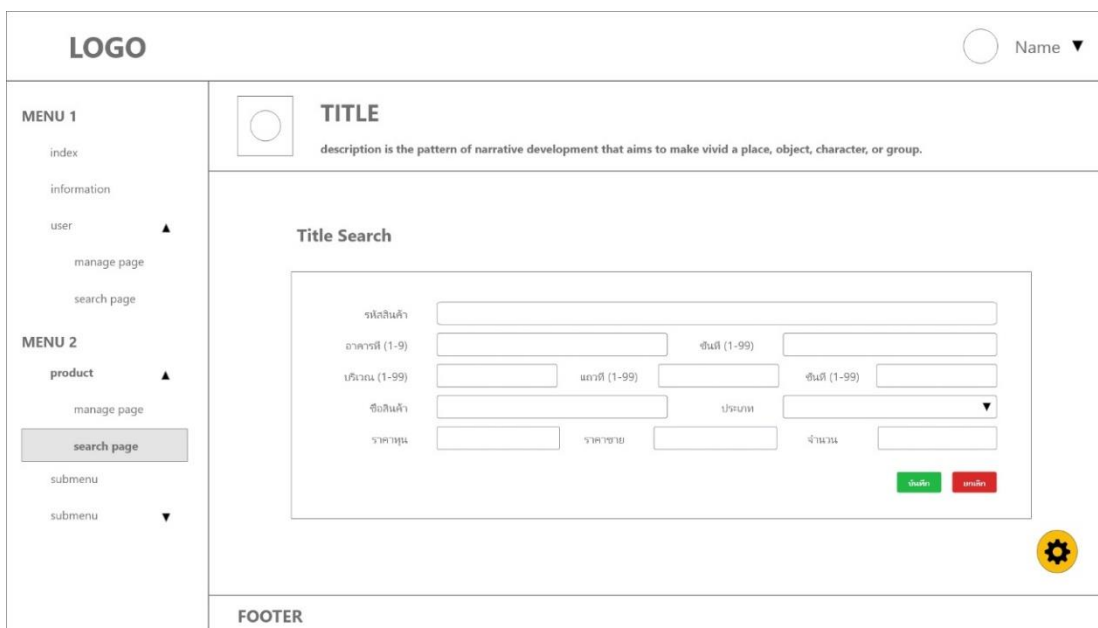 LOGO
Name ▼
MENU 1
index
information
user ▲
manage page
search page
MENU 2
product ▲
manage page
search page
submenu
submenu ▼
TITLE
description is the pattern of narrative development that aims to make vivid a place, object, character, or group.
Title Search
รหัสสินค้า
อาคารที่ (1-9) ชั้นที่ (1-99)
บริเวณ (1-99) แถวที่ (1-99) ชั้นที่ (1-99)
ชื่อสินค้า ประเภท ▼
ราคาทุน ราคาขาย จำนวน
บันทึก ยกเลิก
FOOTER